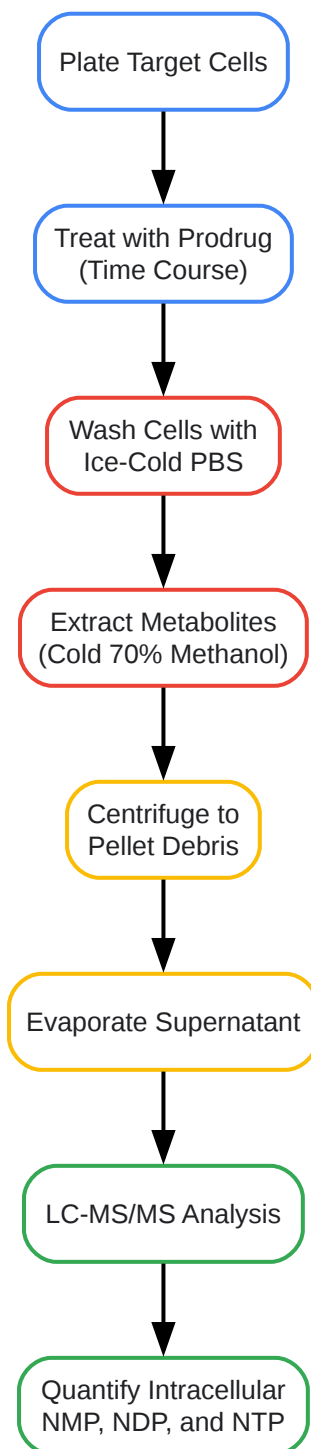 Plate Target Cells
Treat with Prodrug
(Time Course)
Wash Cells with
Ice-Cold PBS
Extract Metabolites
(Cold 70% Methanol)
Centrifuge to
Pellet Debris
Evaporate Supernatant
LC-MS/MS Analysis
Quantify Intracellular
NMP, NDP, and NTP